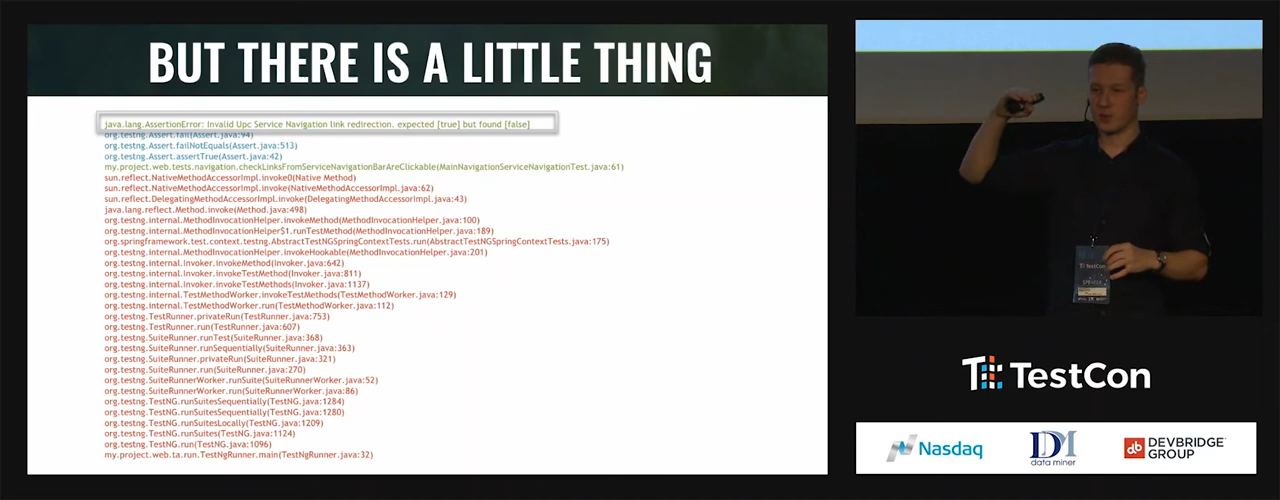 BUT THERE IS A LITTLE THING
java.lang.AssertionError: Invalid Upc Service Navigation link redirection. expected [true] but found [false]
org.testng.Assert.fail(Assert.java:94)
org.testng.Assert.failNotEquals(Assert.java:513)
org.testng.Assert.assertTrue(Assert.java:42)
my.project.web.tests.navigation.checkLinksFromServiceNavigationBarAreClickable(MainNavigationServiceNavigationTest.java:61)
sun.reflect.NativeMethodAccessorImpl.invoke0(Native Method)
sun.reflect.NativeMethodAccessorImpl.invoke(NativeMethodAccessorImpl.java:62)
sun.reflect.DelegatingMethodAccessorImpl.invoke(DelegatingMethodAccessorImpl.java:43)
java.lang.reflect.Method.invoke(Method.java:498)
org.testng.internal.MethodInvocationHelper.invokeMethod(MethodInvocationHelper.java:100)
org.testng.internal.MethodInvocationHelper$1.runTestMethod(MethodInvocationHelper.java:189)
org.springframework.test.context.testng.AbstractTestNGSpringContextTests.run(AbstractTestNGSpringContextTests.java:175)
org.testng.internal.MethodInvocationHelper.invokeHookable(MethodInvocationHelper.java:201)
org.testng.internal.Invoker.invokeMethod(Invoker.java:642)
org.testng.internal.Invoker.invokeTestMethod(Invoker.java:811)
org.testng.internal.Invoker.invokeTestMethods(Invoker.java:1137)
org.testng.internal.TestMethodWorker.invokeTestMethods(TestMethodWorker.java:129)
org.testng.internal.TestMethodWorker.run(TestMethodWorker.java:112)
org.testng.TestRunner.privateRun(TestRunner.java:753)
org.testng.TestRunner.run(TestRunner.java:607)
org.testng.SuiteRunner.runTest(SuiteRunner.java:368)
org.testng.SuiteRunner.runSequentially(SuiteRunner.java:363)
org.testng.SuiteRunner.privateRun(SuiteRunner.java:321)
org.testng.SuiteRunner.run(SuiteRunner.java:270)
org.testng.SuiteRunnerWorker.runSuite(SuiteRunnerWorker.java:52)
org.testng.SuiteRunnerWorker.run(SuiteRunnerWorker.java:86)
org.testng.TestNG.runSuitesSequentially(TestNG.java:1284)
org.testng.TestNG.runSuitesSequentially(TestNG.java:1280)
org.testng.TestNG.runSuitesLocally(TestNG.java:1209)
org.testng.TestNG.runSuites(TestNG.java:1124)
org.testng.TestNG.run(TestNG.java:1096)
my.project.web.ta.run.TestNgRunner.main(TestNgRunner.java:32)
TestCon
SPEAKER
TestCon
Nasdaq
DM
data miner
db
DEVBRIDGE
GROUP